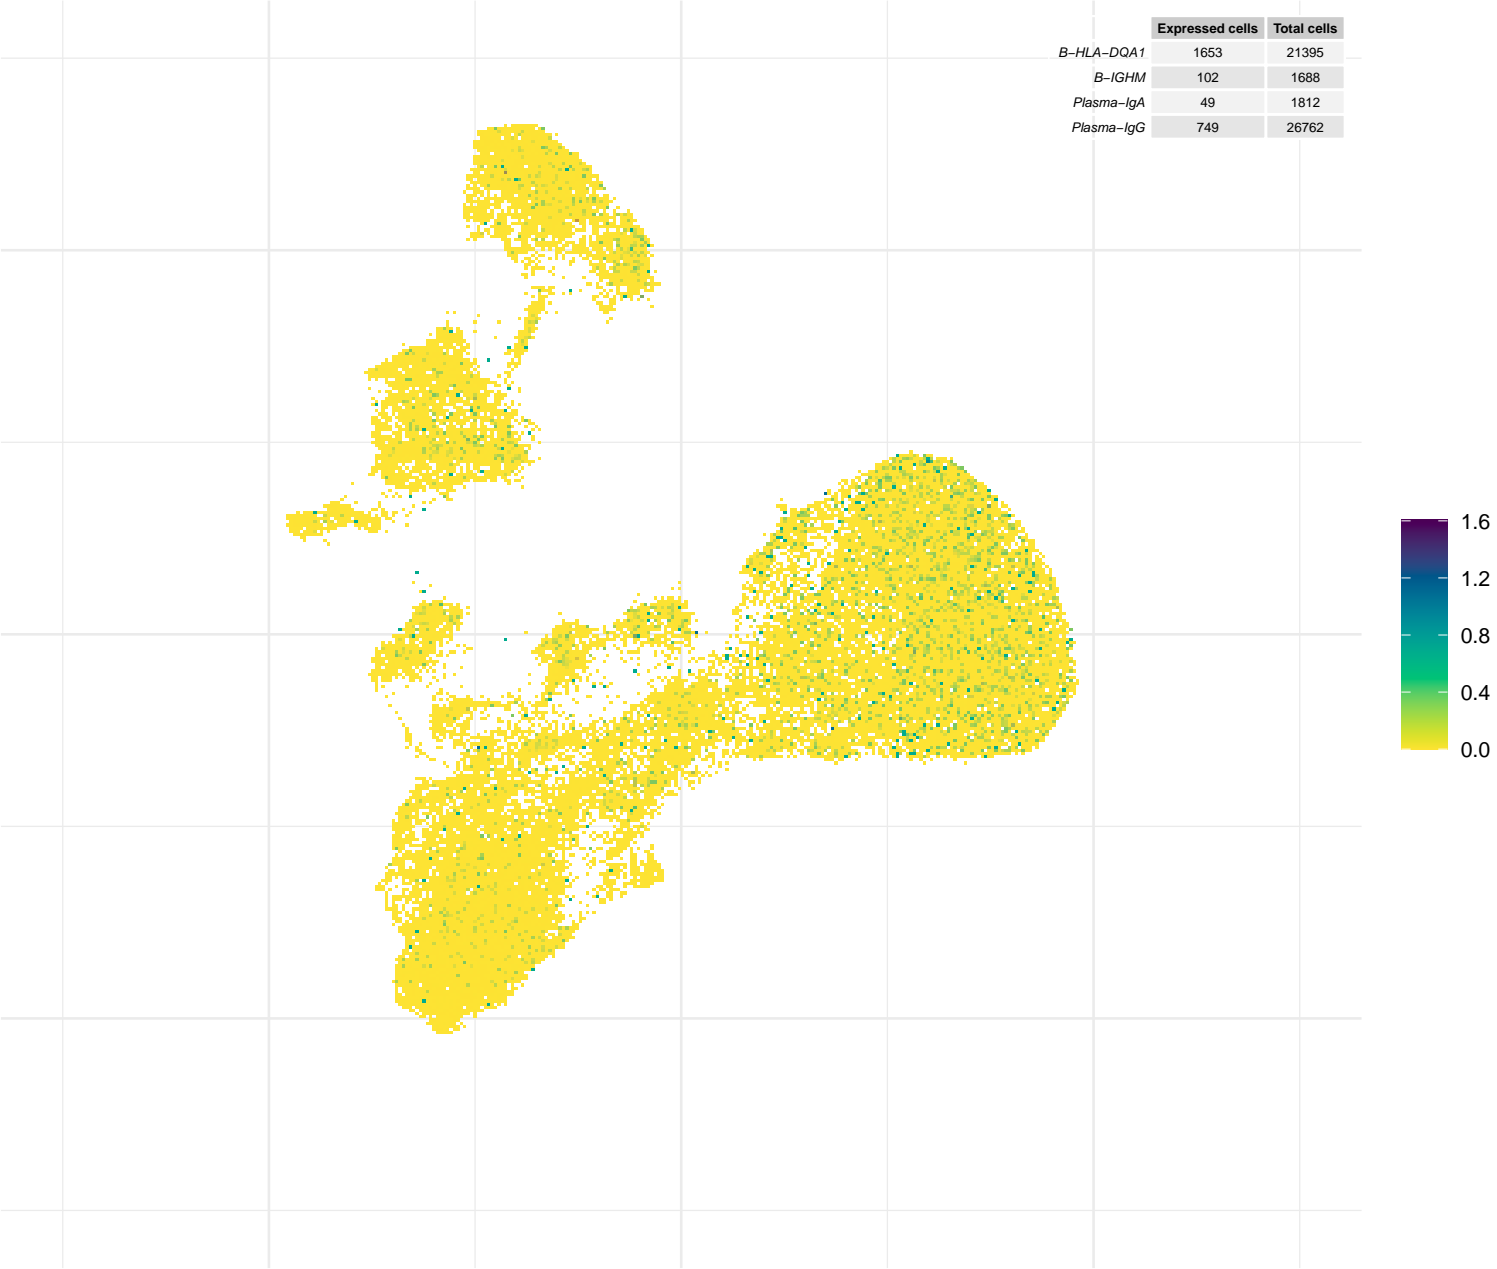 Expressed cells Total cells
B−HLA−DQA1 1653 21395
B−IGHM 102 1688
Plasma−IgA 49 1812
Plasma−IgG 749 26762
1.6
1.2
0.8
0.4
0.0